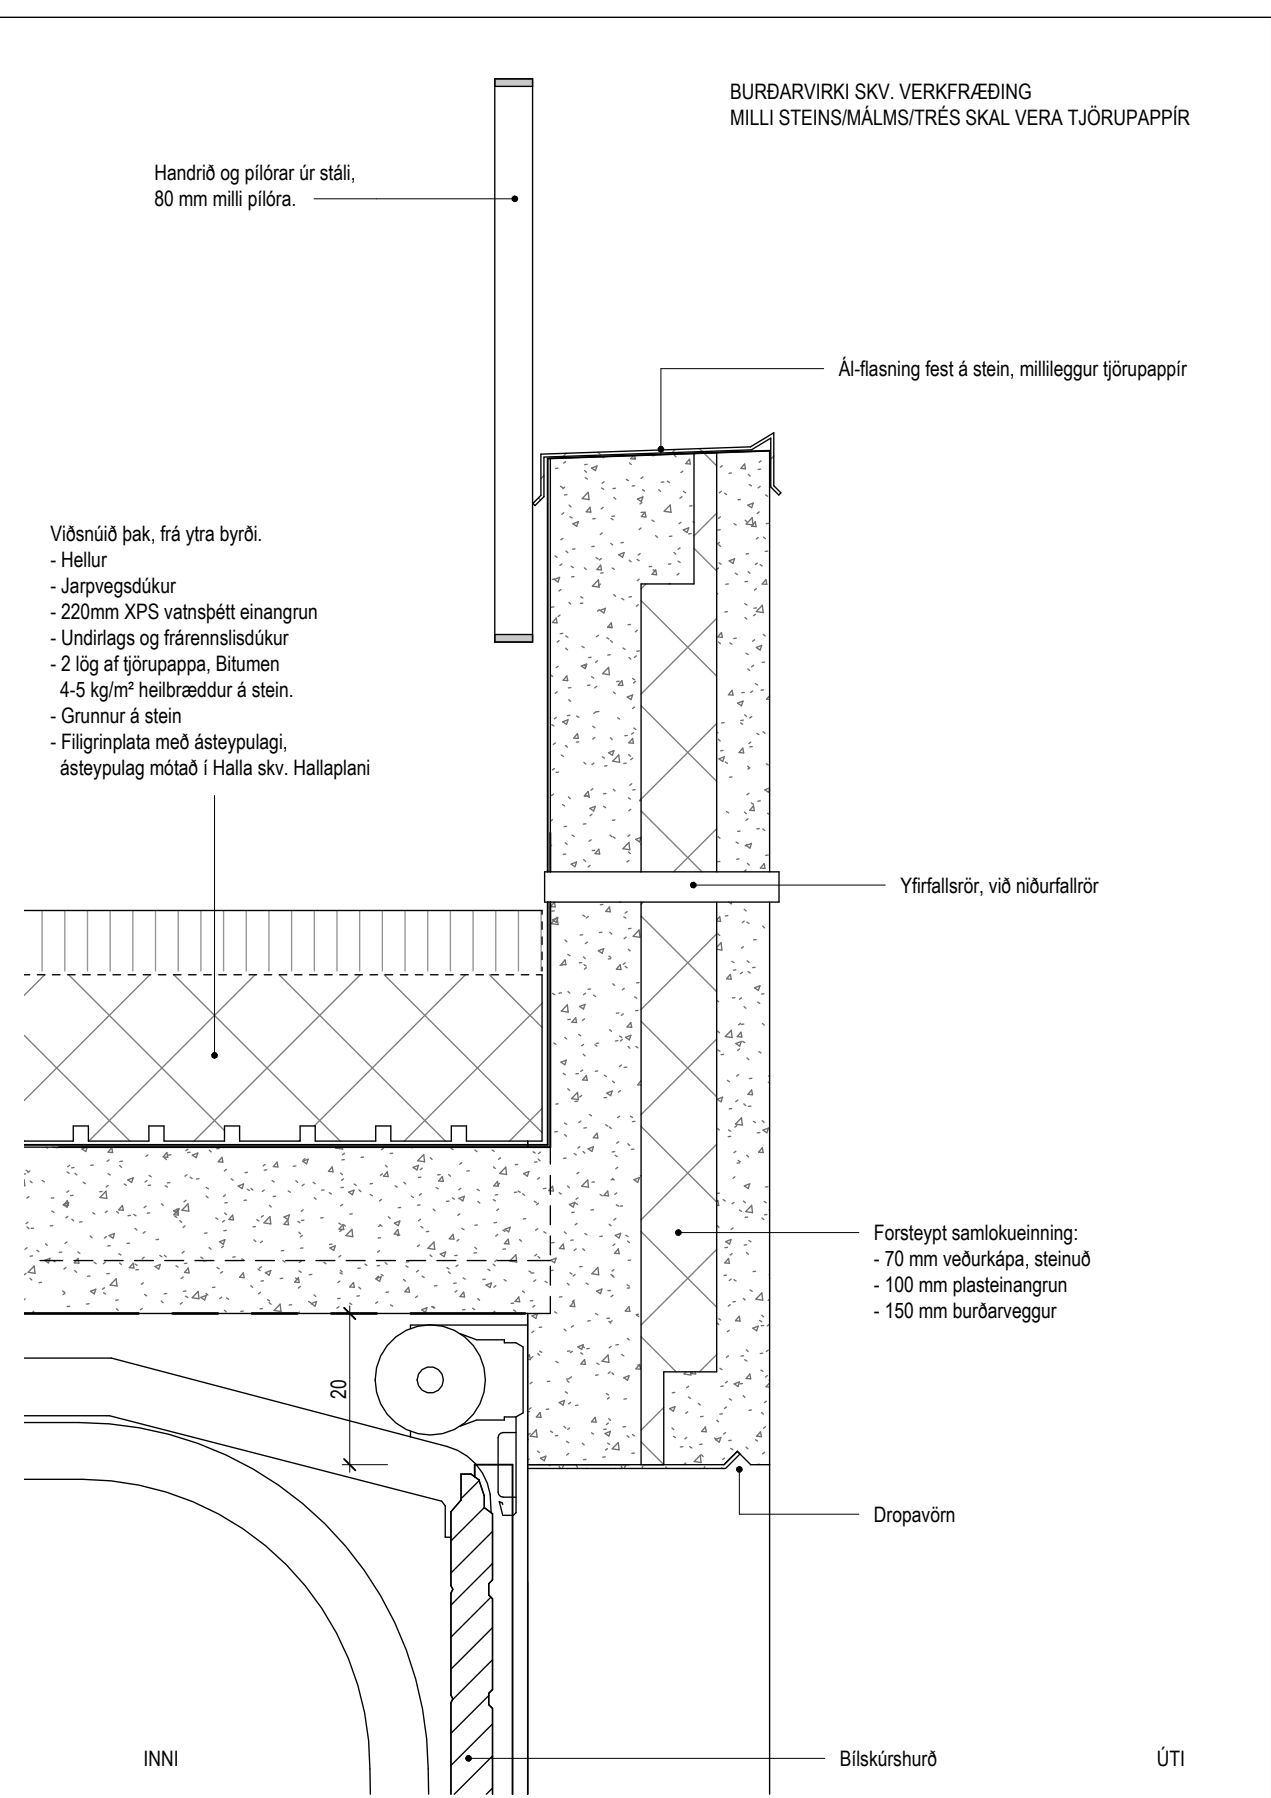 BURÐARVIRKI SKV. VERKFRÆÐING
MILLI STEINS/MÁLMS/TRÉS SKAL VERA TJÖRUPAPPÍR
Handrið og pílórar úr stáli,
80 mm milli pílóra.
Ál-flasning fest á stein, millileggur tjörupappír
Viðsnúið þak, frá ytra byrði.
- Hellur
- Jarpvegsdúkur
- 220mm XPS vatnsþétt einangrun
- Undirlags og frárennslisdúkur
- 2 lög af tjörupappa, Bitumen
4-5 kg/m² heilbræddur á stein.
- Grunnur á stein
- Filigrinplata með ásteypulagi,
ásteypulag mótað í Halla skv. Hallaplani
Yfirfallsrör, við niðurfallrör
Forsteypt samlokueinning:
- 70 mm veðurkápa, steinuð
- 100 mm plasteinangrun
- 150 mm burðarveggur
20
Dropavörn
INNI
Bílskúrshurð
ÚTI